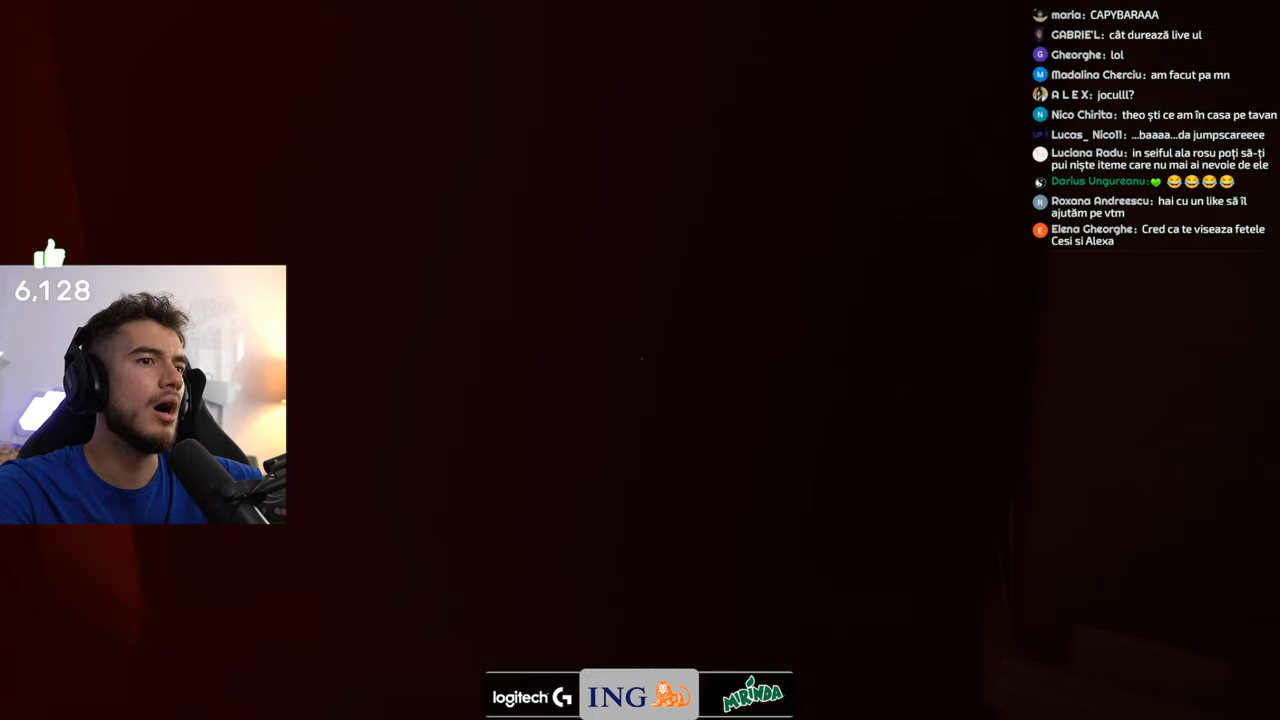 maria: CAPYBARAAA
GABRIE'L: cât durează live ul
Gheorghe: lol
Madalina Cherciu: am facut pa mn
A L E X: joculll?
Nico Chirita: theo ști ce am în casa pe tavan
Lucas_ Nico11: ...baaaa...da jumpscareeee
Luciana Radu: in seiful ala rosu poți să-ți
pui niște iteme care nu mai ai nevoie de ele
Darius Ungureanu:💚 😂😂😂😂
Roxana Andreescu: hai cu un like să îl
ajutăm pe vtm
Elena Gheorghe: Cred ca te viseaza fetele
Cesi si Alexa
6,128
logitech G
ING
MIRINDA